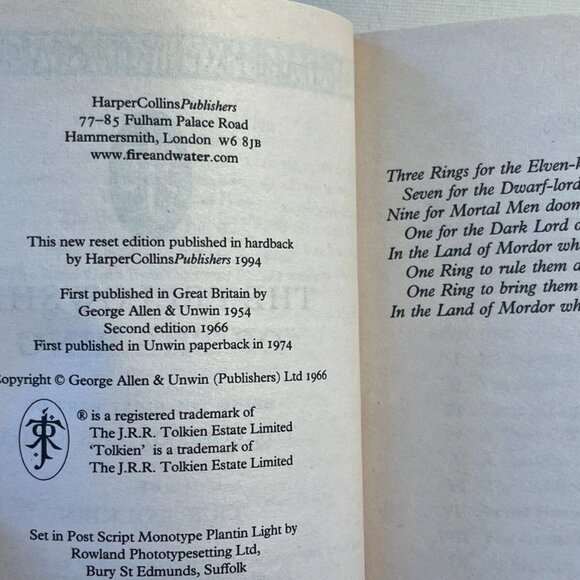 HarperCollinsPublishers
77–85 Fulham Palace Road
Hammersmith, London W6 8JB
www.fireandwater.com
This new reset edition published in hardback
by HarperCollinsPublishers 1994
First published in Great Britain by
George Allen & Unwin 1954
Second edition 1966
First published in Unwin paperback in 1974
Copyright © George Allen & Unwin (Publishers) Ltd 1966
® is a registered trademark of
The J.R.R. Tolkien Estate Limited
‘Tolkien’ is a trademark of
The J.R.R. Tolkien Estate Limited
Set in Post Script Monotype Plantin Light by
Rowland Phototypesetting Ltd,
Bury St Edmunds, Suffolk
Three Rings for the Elven-k
Seven for the Dwarf-lord
Nine for Mortal Men doom
One for the Dark Lord o
In the Land of Mordor wh
One Ring to rule them a
One Ring to bring them
In the Land of Mordor wh